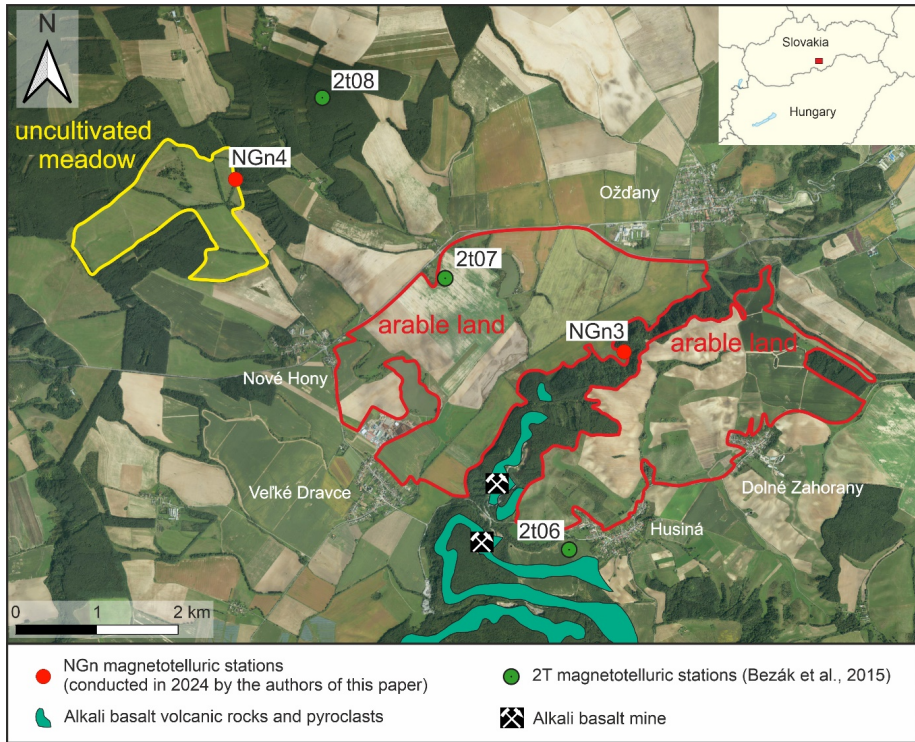 N
2t08
Slovakia
Hungary
uncultivated
meadow
NGn4
Ožďany
2t07
arable land
NGn3
arable land
Nové Hony
Veľké Dravce
Dolné Zahorany
2t06
Husiná
0 1 2 km
NGn magnetotelluric stations
(conducted in 2024 by the authors of this paper)
2T magnetotelluric stations (Bezák et al., 2015)
Alkali basalt volcanic rocks and pyroclasts
Alkali basalt mine